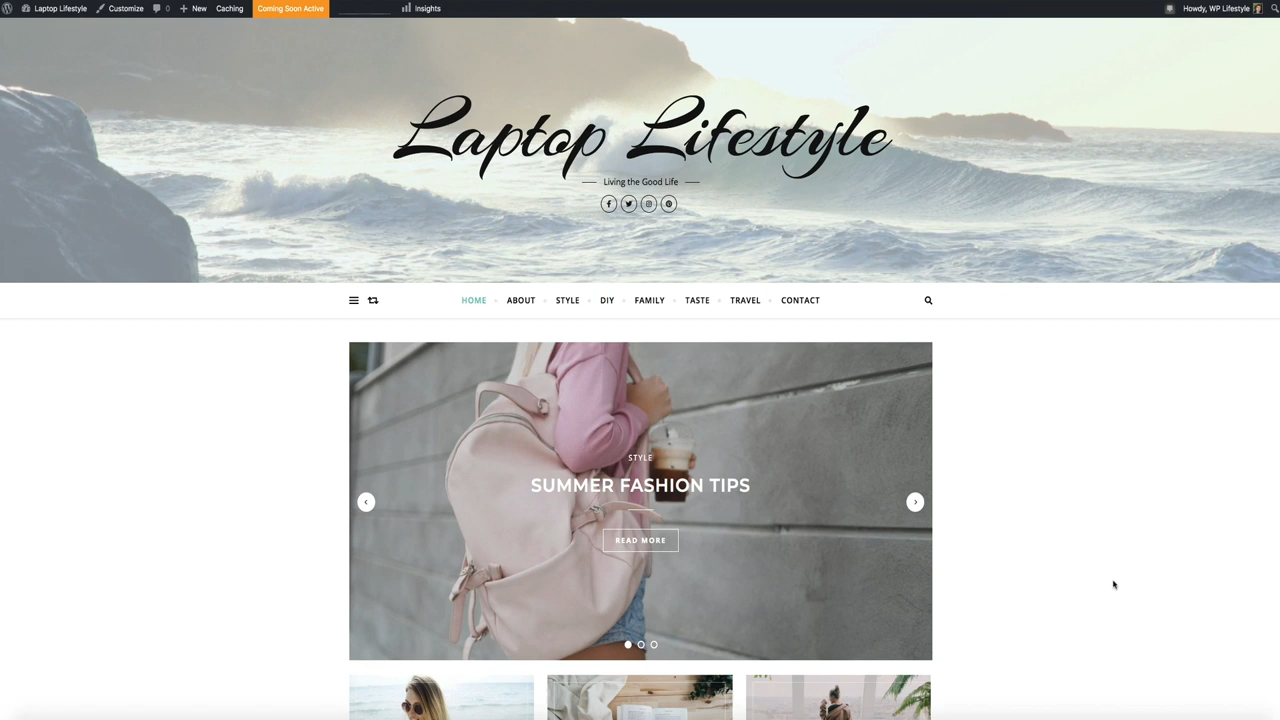 Laptop Lifestyle Customize 0 New Caching Coming Soon Active Insights Howdy, WP Lifestyle
Laptop Lifestyle
Living the Good Life
HOME ABOUT STYLE DIY FAMILY TASTE TRAVEL CONTACT
STYLE
SUMMER FASHION TIPS
READ MORE